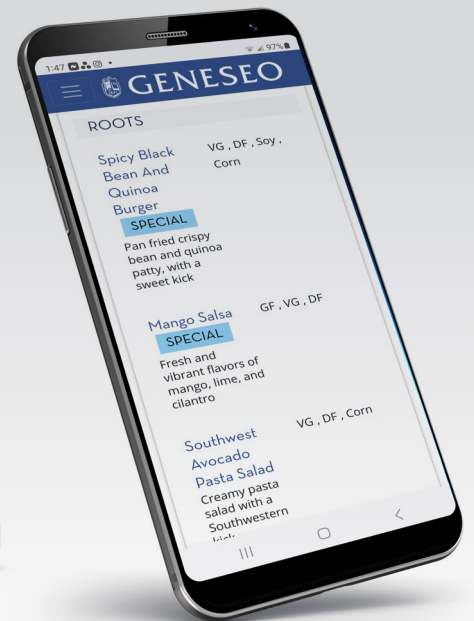 1:47 97%
GENESEO
ROOTS
Spicy Black VG , DF , Soy ,
Bean And Corn
Quinoa
Burger
SPECIAL
Pan fried crispy
bean and quinoa
patty, with a
sweet kick
Mango Salsa GF , VG , DF
SPECIAL
Fresh and
vibrant flavors of
mango, lime, and
cilantro
Southwest VG , DF , Corn
Avocado
Pasta Salad
Creamy pasta
salad with a
Southwestern